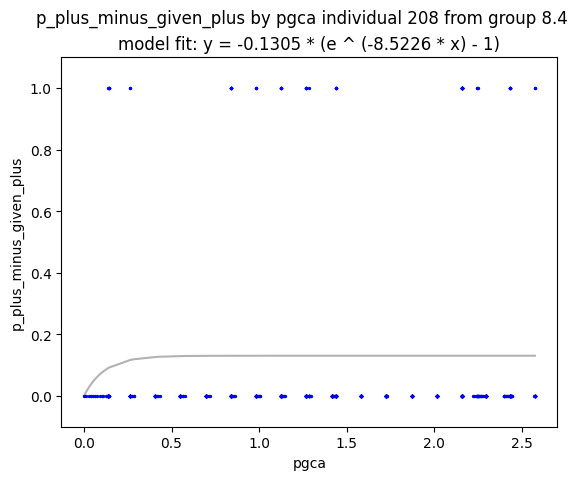 p_plus_minus_given_plus by pgca individual 208 from group 8.4
model fit: y = -0.1305 * (e ^ (-8.5226 * x) - 1)
1.0
0.8
0.6
0.4
0.2
0.0
p_plus_minus_given_plus
0.0 0.5 1.0 1.5 2.0 2.5
pgca